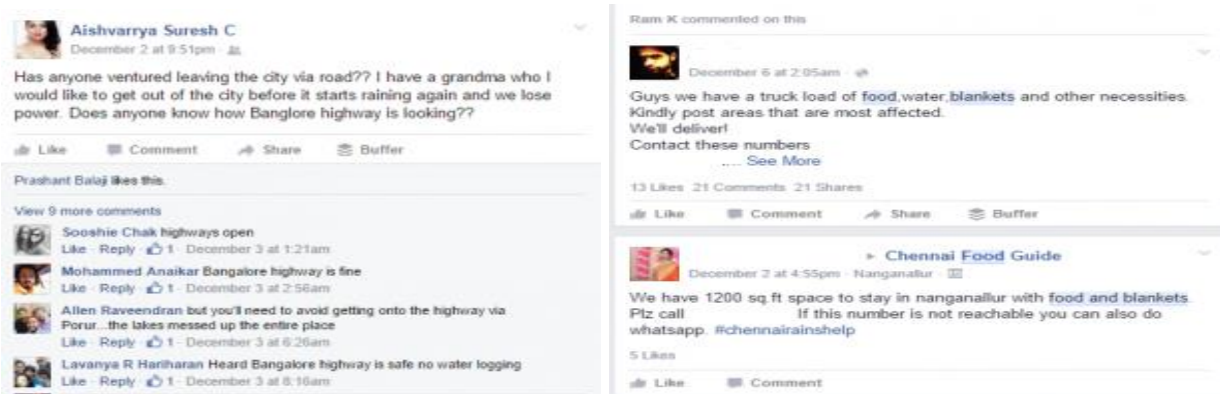 Aishvarrya Suresh C
December 2 at 9:51pm
Has anyone ventured leaving the city via road?? I have a grandma who I
would like to get out of the city before it starts raining again and we lose
power. Does anyone know how Banglore highway is looking??
Like Comment Share Buffer
Prashant Balaji likes this.
View 9 more comments
Sooshie Chak highways open
Like · Reply · 1 · December 3 at 1:21am
Mohammed Anaikar Bangalore highway is fine
Like · Reply · 1 · December 3 at 2:56am
Allen Raveendran but you'll need to avoid getting onto the highway via
Porur...the lakes messed up the entire place
Like · Reply · 1 · December 3 at 6:26am
Lavanya R Hariharan Heard Bangalore highway is safe no water logging
Like · Reply · 1 · December 3 at 8:16am
Ram K commented on this
December 6 at 2:05am
Guys we have a truck load of food,water,blankets and other necessities.
Kindly post areas that are most affected.
We'll deliver!
Contact these numbers
.... See More
13 Likes 21 Comments 21 Shares
Like Comment Share Buffer
Chennai Food Guide
December 2 at 4:55pm · Nanganallur
We have 1200 sq.ft space to stay in nanganallur with food and blankets.
Plz call If this number is not reachable you can also do
whatsapp. #chennairainshelp
5 Likes
Like Comment